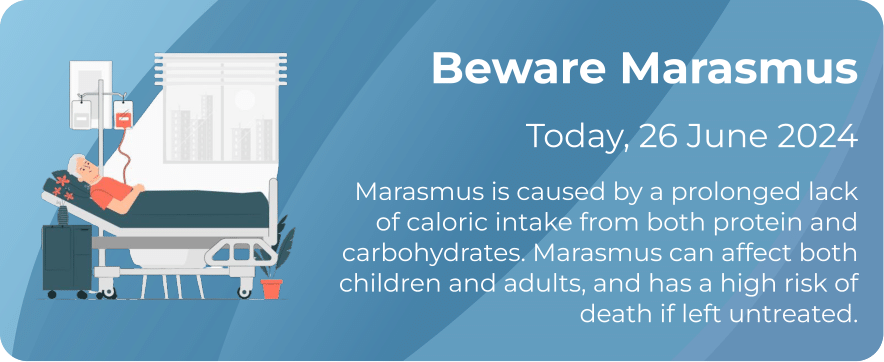 Beware Marasmus
Today, 26 June 2024
Marasmus is caused by a prolonged lack
of caloric intake from both protein and
carbohydrates. Marasmus can affect both
children and adults, and has a high risk of
death if left untreated.